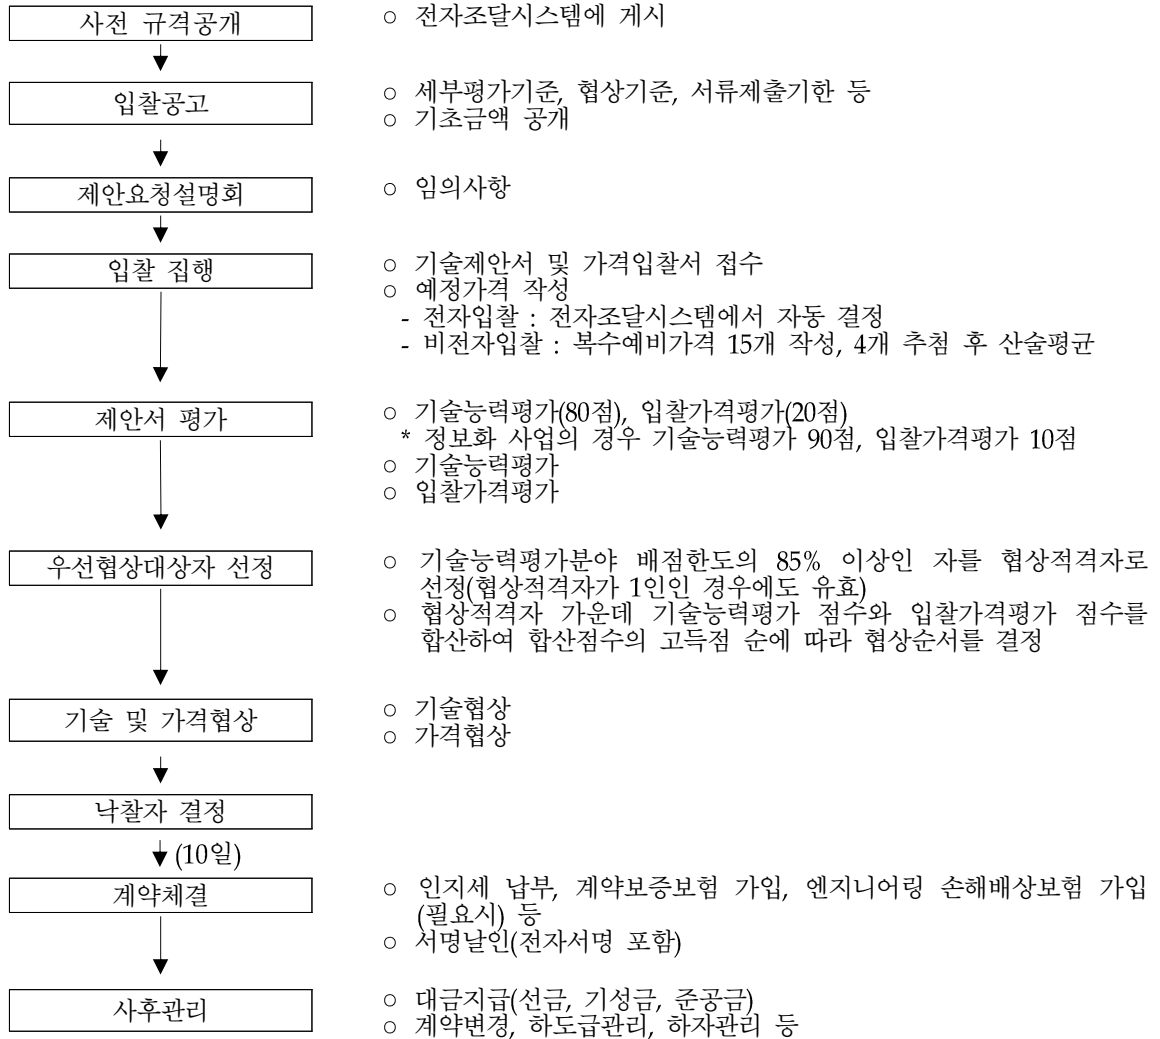 사전 규격공개
○ 전자조달시스템에 게시
입찰공고
○ 세부평가기준, 협상기준, 서류제출기한 등
○ 기초금액 공개
제안요청설명회
○ 임의사항
입찰 집행
○ 기술제안서 및 가격입찰서 접수
○ 예정가격 작성
- 전자입찰 : 전자조달시스템에서 자동 결정
- 비전자입찰 : 복수예비가격 15개 작성, 4개 추첨 후 산술평균
제안서 평가
○ 기술능력평가(80점), 입찰가격평가(20점)
* 정보화 사업의 경우 기술능력평가 90점, 입찰가격평가 10점
○ 기술능력평가
○ 입찰가격평가
우선협상대상자 선정
○ 기술능력평가분야 배점한도의 85% 이상인 자를 협상적격자로
선정(협상적격자가 1인인 경우에도 유효)
○ 협상적격자 가운데 기술능력평가 점수와 입찰가격평가 점수를
합산하여 합산점수의 고득점 순에 따라 협상순서를 결정
기술 및 가격협상
○ 기술협상
○ 가격협상
낙찰자 결정
(10일)
계약체결
○ 인지세 납부, 계약보증보험 가입, 엔지니어링 손해배상보험 가입
(필요시) 등
○ 서명날인(전자서명 포함)
사후관리
○ 대금지급(선금, 기성금, 준공금)
○ 계약변경, 하도급관리, 하자관리 등